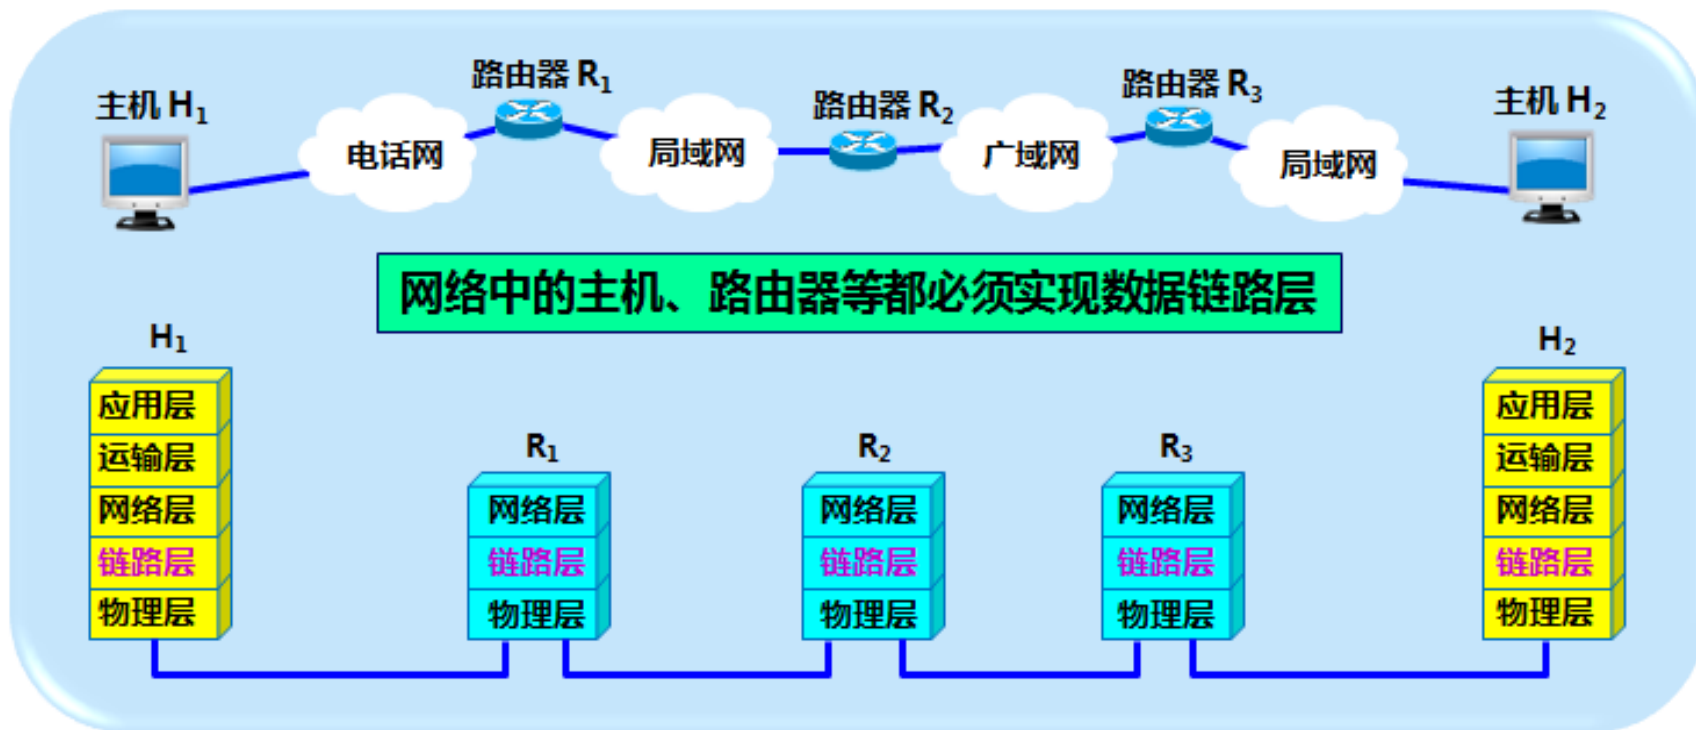 主机 H1
路由器 R1
路由器 R2
路由器 R3
主机 H2
电话网
局域网
广域网
局域网
网络中的主机、路由器等都必须实现数据链路层
H1
应用层
运输层
网络层
链路层
物理层
R1
网络层
链路层
物理层
R2
网络层
链路层
物理层
R3
网络层
链路层
物理层
H2
应用层
运输层
网络层
链路层
物理层